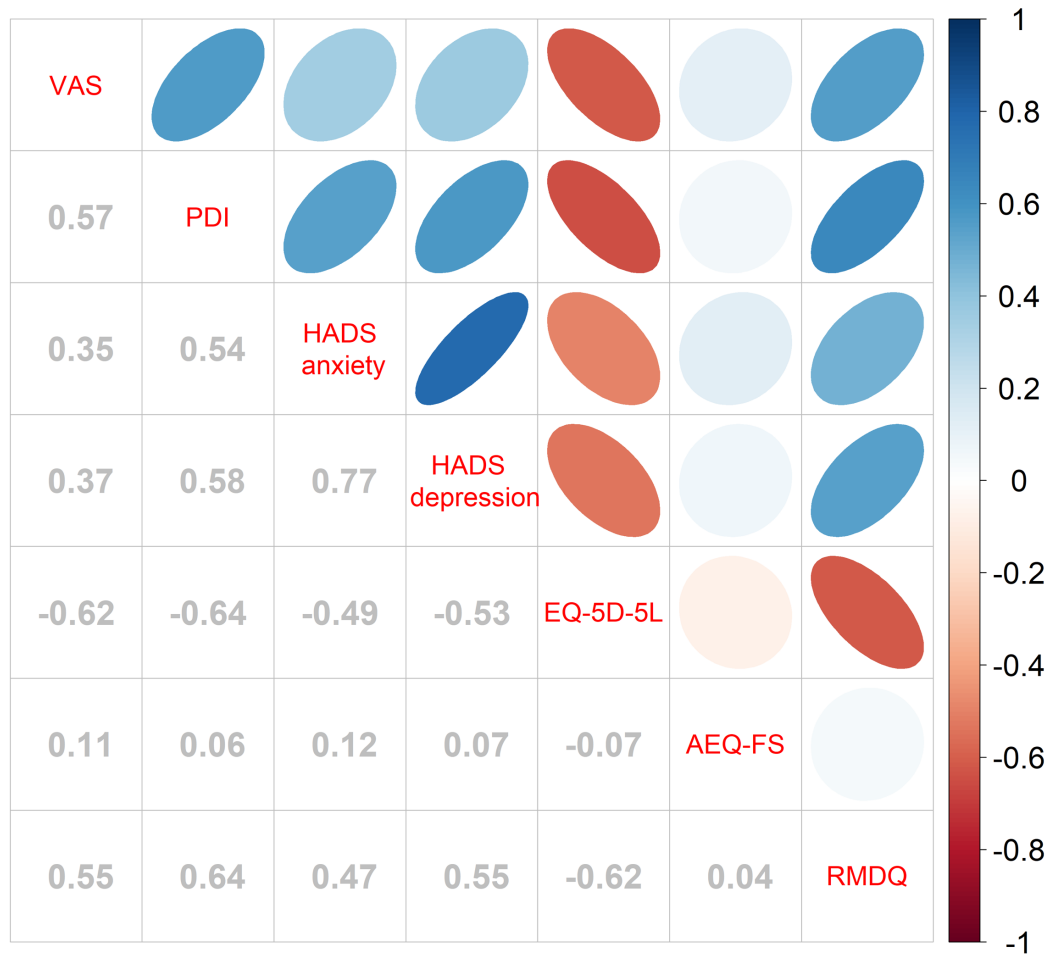 VAS
0.57 PDI
0.35 0.54 HADS
anxiety
0.37 0.58 0.77 HADS
depression
-0.62 -0.64 -0.49 -0.53 EQ-5D-5L
0.11 0.06 0.12 0.07 -0.07 AEQ-FS
0.55 0.64 0.47 0.55 -0.62 0.04 RMDQ
1
0.8
0.6
0.4
0.2
0
-0.2
-0.4
-0.6
-0.8
-1